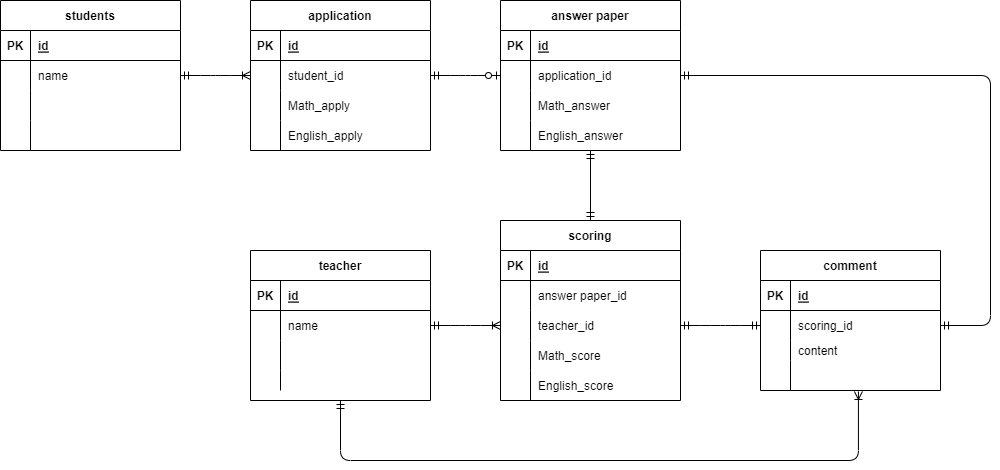 students
PK id
name
application
PK id
student_id
Math_apply
English_apply
answer paper
PK id
application_id
Math_answer
English_answer
teacher
PK id
name
scoring
PK id
answer paper_id
teacher_id
Math_score
English_score
comment
PK id
scoring_id
content